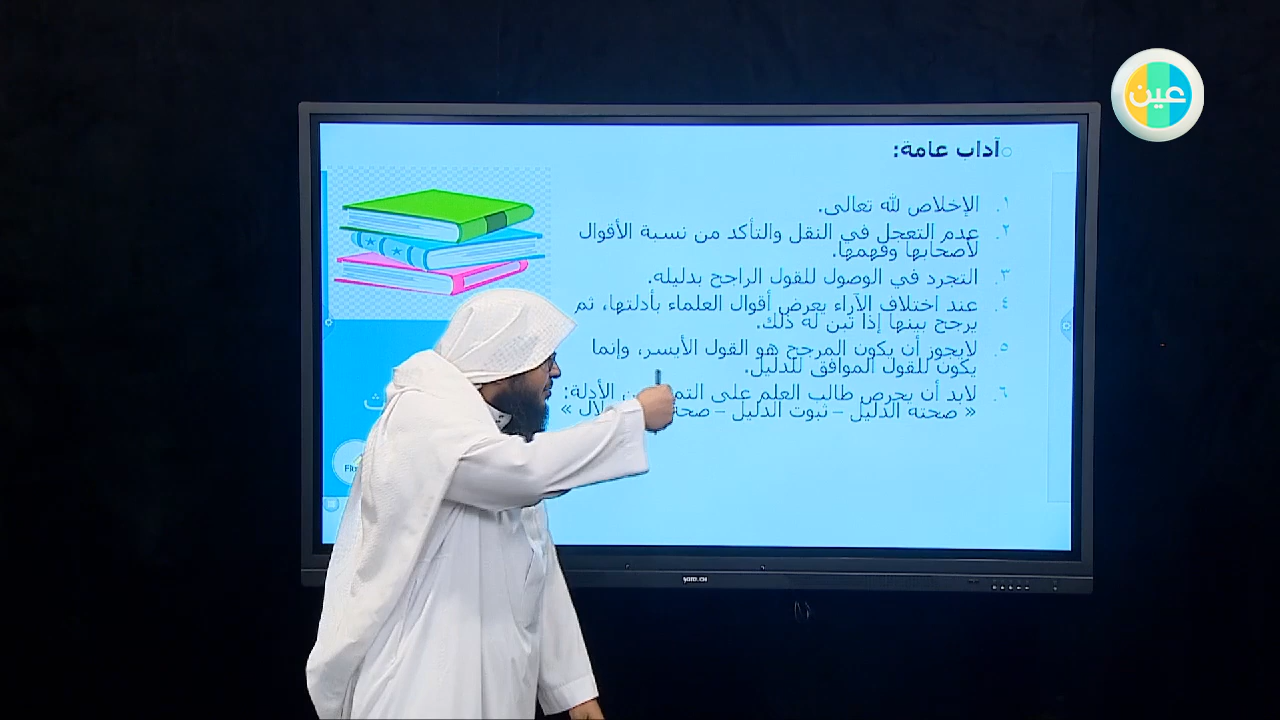 عين
آداب عامة:
١. الإخلاص لله تعالى.
٢. عدم التعجل في النقل والتأكد من نسبة الأقوال
لأصحابها وفهمها.
٣. التجرد في الوصول للقول الراجح بدليله.
٤. عند اختلاف الآراء يعرض أقوال العلماء بأدلتها، ثم
يرجح بينها إذا تبن له ذلك.
٥. لايجوز أن يكون المرجح هو القول الأيسر، وإنما
يكون للقول الموافق للدليل.
٦. لابد أن يحرص طالب العلم على الأدلة:
« صحته الدليل – ثبوت الدليل – »